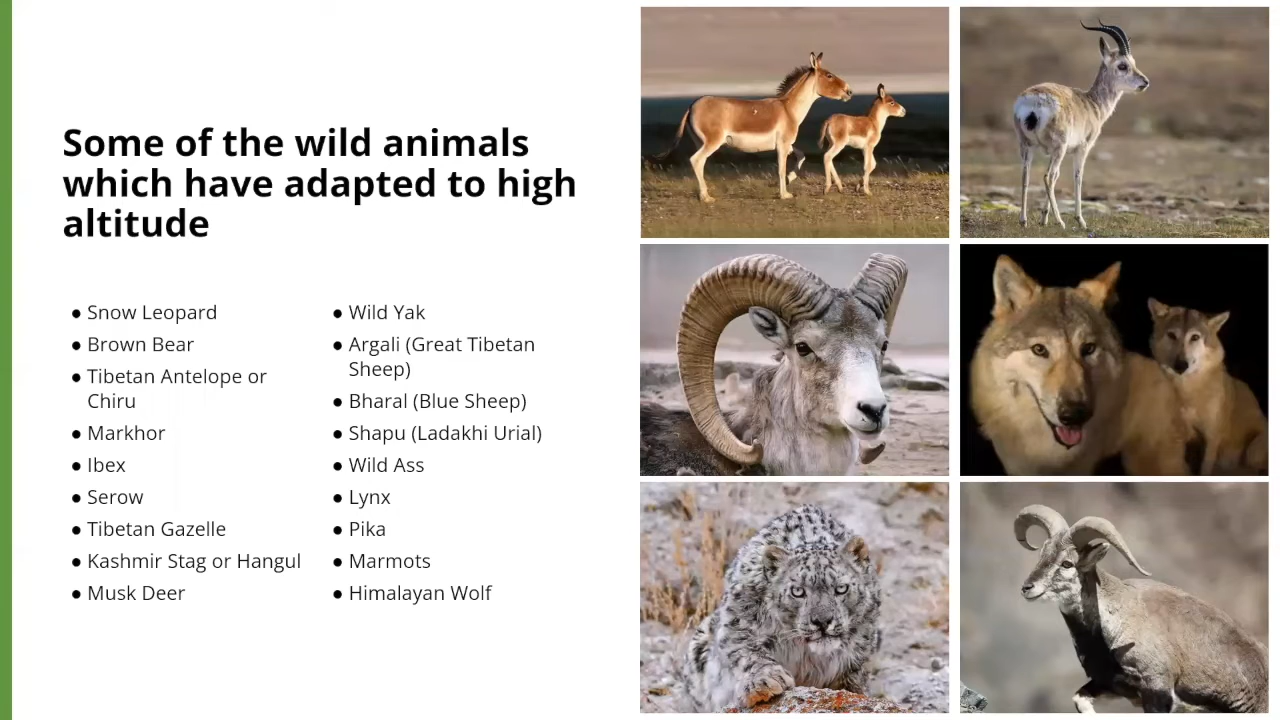 Some of the wild animals
which have adapted to high
altitude
● Snow Leopard
● Brown Bear
● Tibetan Antelope or
Chiru
● Markhor
● Ibex
● Serow
● Tibetan Gazelle
● Kashmir Stag or Hangul
● Musk Deer
● Wild Yak
● Argali (Great Tibetan
Sheep)
● Bharal (Blue Sheep)
● Shapu (Ladakhi Urial)
● Wild Ass
● Lynx
● Pika
● Marmots
● Himalayan Wolf